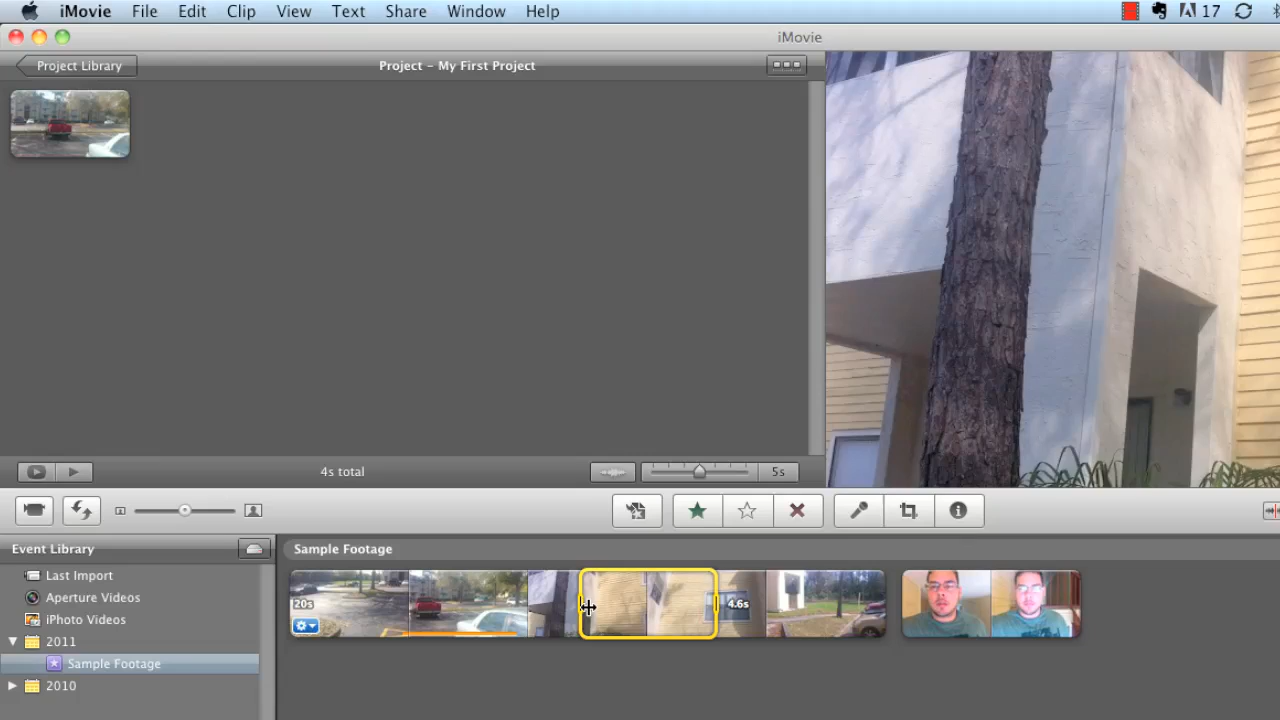 iMovie File Edit Clip View Text Share Window Help 17
iMovie
Project Library Project – My First Project
4s total 5s
Event Library
Sample Footage
Last Import
Aperture Videos
iPhoto Videos
2011
Sample Footage
2010
20s 4.6s